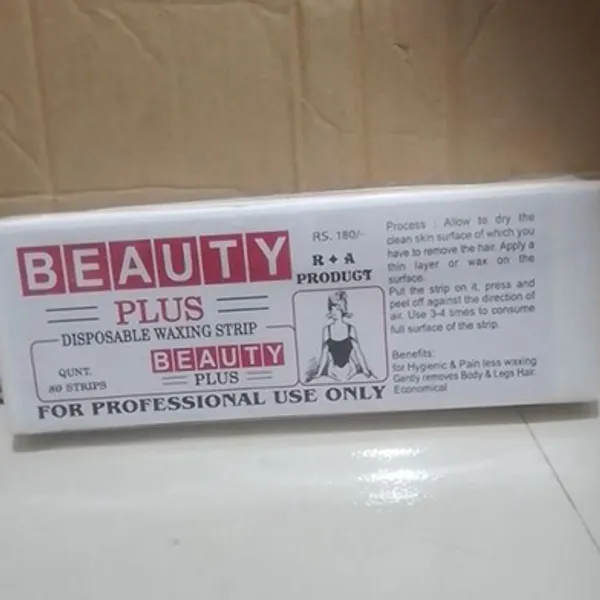 BEAUTY
PLUS
DISPOSABLE WAXING STRIP
QUNT.
80 STRIPS
BEAUTY
PLUS
FOR PROFESSIONAL USE ONLY
RS. 180/-
R + A
PRODUCT
Process : Allow to dry the
clean skin surface of which you
have to remove the hair. Apply a
thin layer or wax on the
surface.
Put the strip on it, press and
peel off against the direction of
air. Use 3-4 times to consume
full surface of the strip.
Benefits:
for Hygienic & Pain less waxing
Gently removes Body & Legs Hair.
Economical